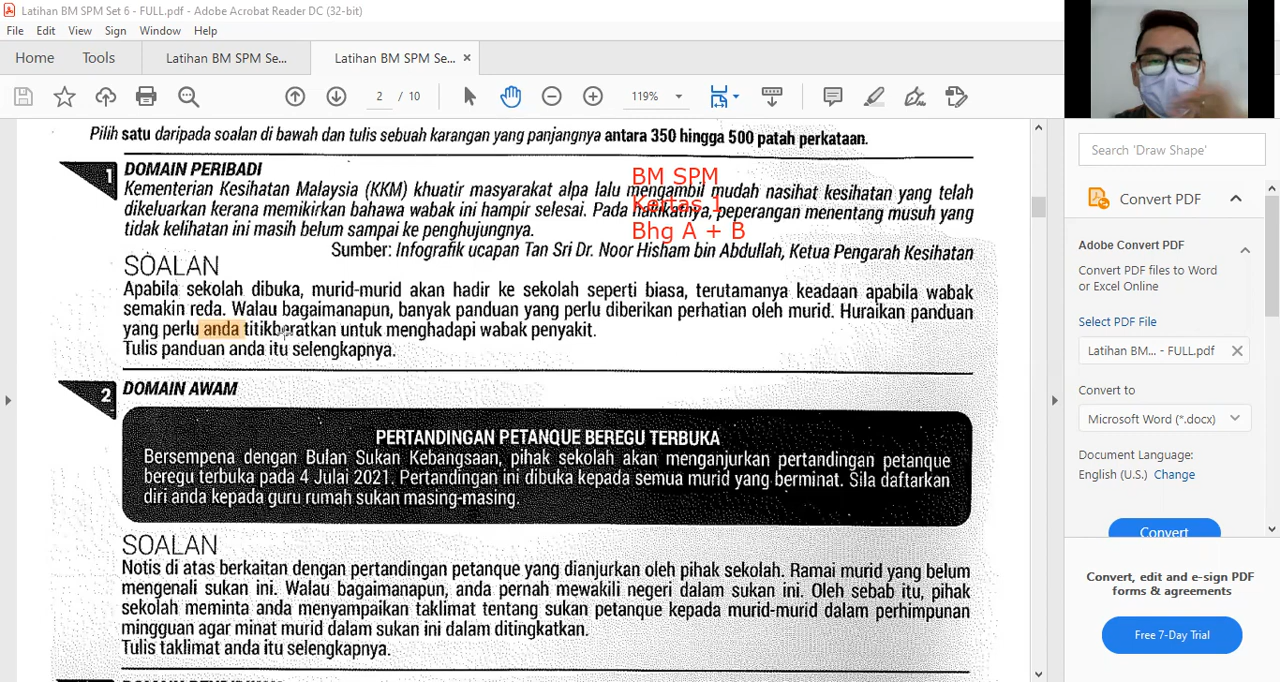 Latihan BM SPM Set 6 - FULL.pdf - Adobe Acrobat Reader DC (32-bit)
File Edit View Sign Window Help
Home Tools Latihan BM SPM Se... Latihan BM SPM Se... ×
2 / 10 119%
Search 'Draw Shape'
Pilih satu daripada soalan di bawah dan tulis sebuah karangan yang panjangnya antara 350 hingga 500 patah perkataan.
1 DOMAIN PERIBADI
BM SPM
Kementerian Kesihatan Malaysia (KKM) khuatir masyarakat alpa lalu mengambil mudah nasihat kesihatan yang telah
Kertas 1
dikeluarkan kerana memikirkan bahawa wabak ini hampir selesai. Pada hakikatnya, peperangan menentang musuh yang
Bhg A + B
tidak kelihatan ini masih belum sampai ke penghujungnya.
Sumber: Infografik ucapan Tan Sri Dr. Noor Hisham bin Abdullah, Ketua Pengarah Kesihatan
SOALAN
Apabila sekolah dibuka, murid-murid akan hadir ke sekolah seperti biasa, terutamanya keadaan apabila wabak
semakin reda. Walau bagaimanapun, banyak panduan yang perlu diberikan perhatian oleh murid. Huraikan panduan
yang perlu anda titikberatkan untuk menghadapi wabak penyakit.
Tulis panduan anda itu selengkapnya.
2 DOMAIN AWAM
PERTANDINGAN PETANQUE BEREGU TERBUKA
Bersempena dengan Bulan Sukan Kebangsaan, pihak sekolah akan menganjurkan pertandingan petanque
beregu terbuka pada 4 Julai 2021. Pertandingan ini dibuka kepada semua murid yang berminat. Sila daftarkan
diri anda kepada guru rumah sukan masing-masing.
SOALAN
Notis di atas berkaitan dengan pertandingan petanque yang dianjurkan oleh pihak sekolah. Ramai murid yang belum
mengenali sukan ini. Walau bagaimanapun, anda pernah mewakili negeri dalam sukan ini. Oleh sebab itu, pihak
sekolah meminta anda menyampaikan taklimat tentang sukan petanque kepada murid-murid dalam perhimpunan
mingguan agar minat murid dalam sukan ini dalam ditingkatkan.
Tulis taklimat anda itu selengkapnya.
Convert PDF
Adobe Convert PDF
Convert PDF files to Word
or Excel Online
Select PDF File
Latihan BM... - FULL.pdf ×
Convert to
Microsoft Word (*.docx)
Document Language:
English (U.S.) Change
Convert
Convert, edit and e-sign PDF
forms & agreements
Free 7-Day Trial